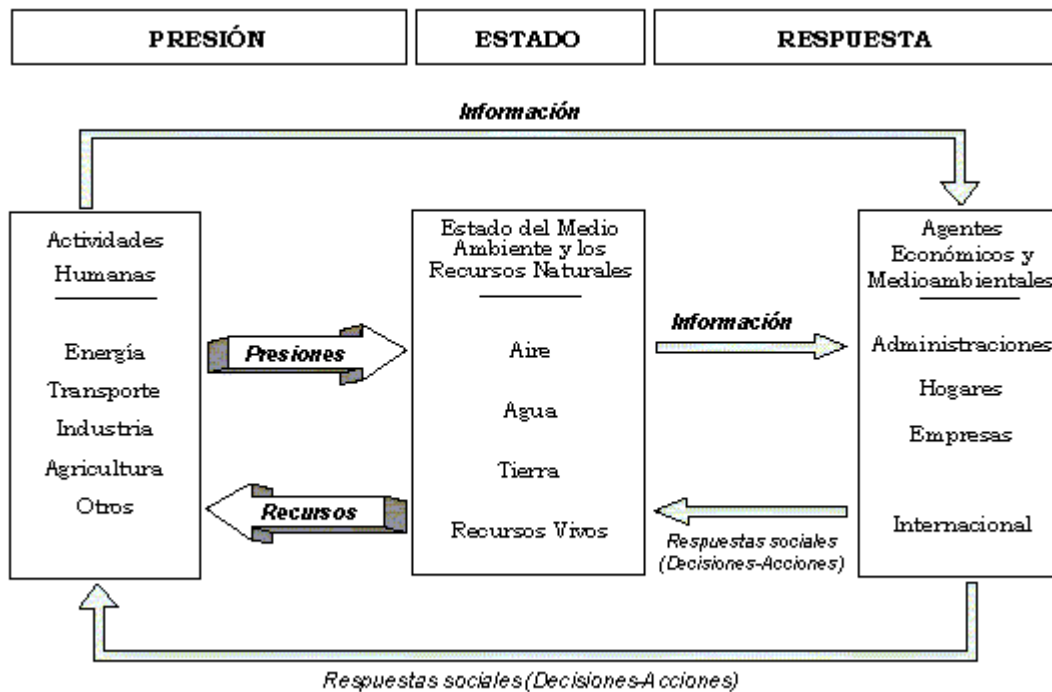 PRESIÓN
ESTADO
RESPUESTA
Información
Actividades
Humanas
Energía
Transporte
Industria
Agricultura
Otros
Presiones
Recursos
Estado del Medio
Ambiente y los
Recursos Naturales
Aire
Agua
Tierra
Recursos Vivos
Información
Respuestas sociales
(Decisiones-Acciones)
Agentes
Económicos y
Medioambientales
Administraciones
Hogares
Empresas
Internacional
Respuestas sociales (Decisiones-Acciones)